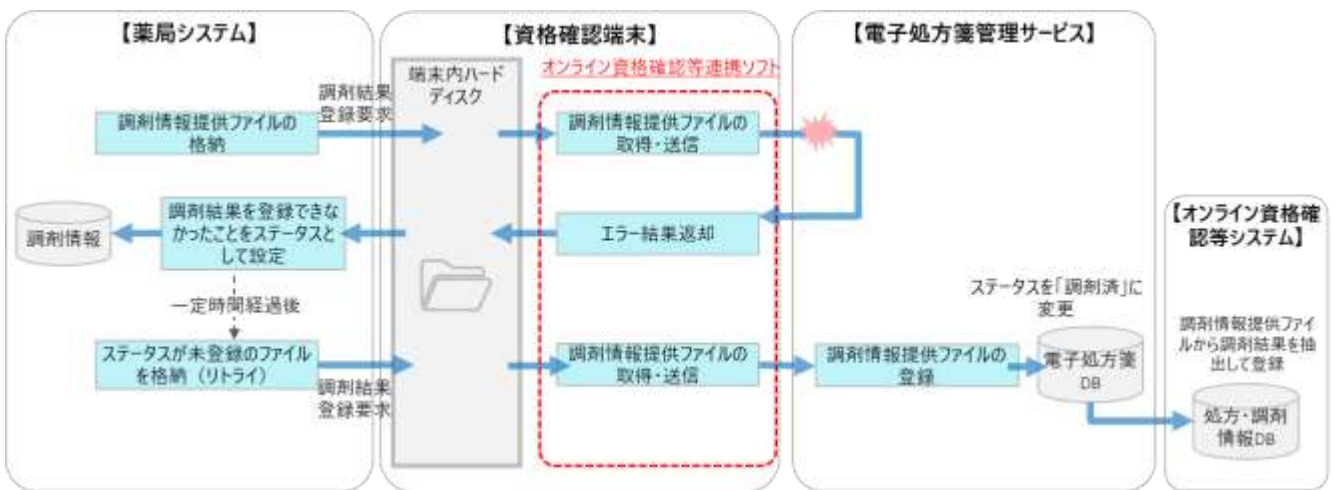 【薬局システム】
【資格確認端末】
【電子処方箋管理サービス】
オンライン資格確認等連携ソフト
端末内ハード
ディスク
調剤結果
登録要求
調剤情報提供ファイルの
格納
調剤情報提供ファイルの
取得・送信
調剤情報
調剤結果を登録できな
かったことをステータスと
して設定
エラー結果返却
【オンライン資格確
認等システム】
一定時間経過後
ステータスを「調剤済」に
変更
調剤情報提供ファイ
ルから調剤結果を抽
出して登録
ステータスが未登録のファイル
を格納（リトライ）
調剤結果
登録要求
調剤情報提供ファイルの
取得・送信
調剤情報提供ファイルの
登録
電子処方箋
DB
処方・調剤
情報DB